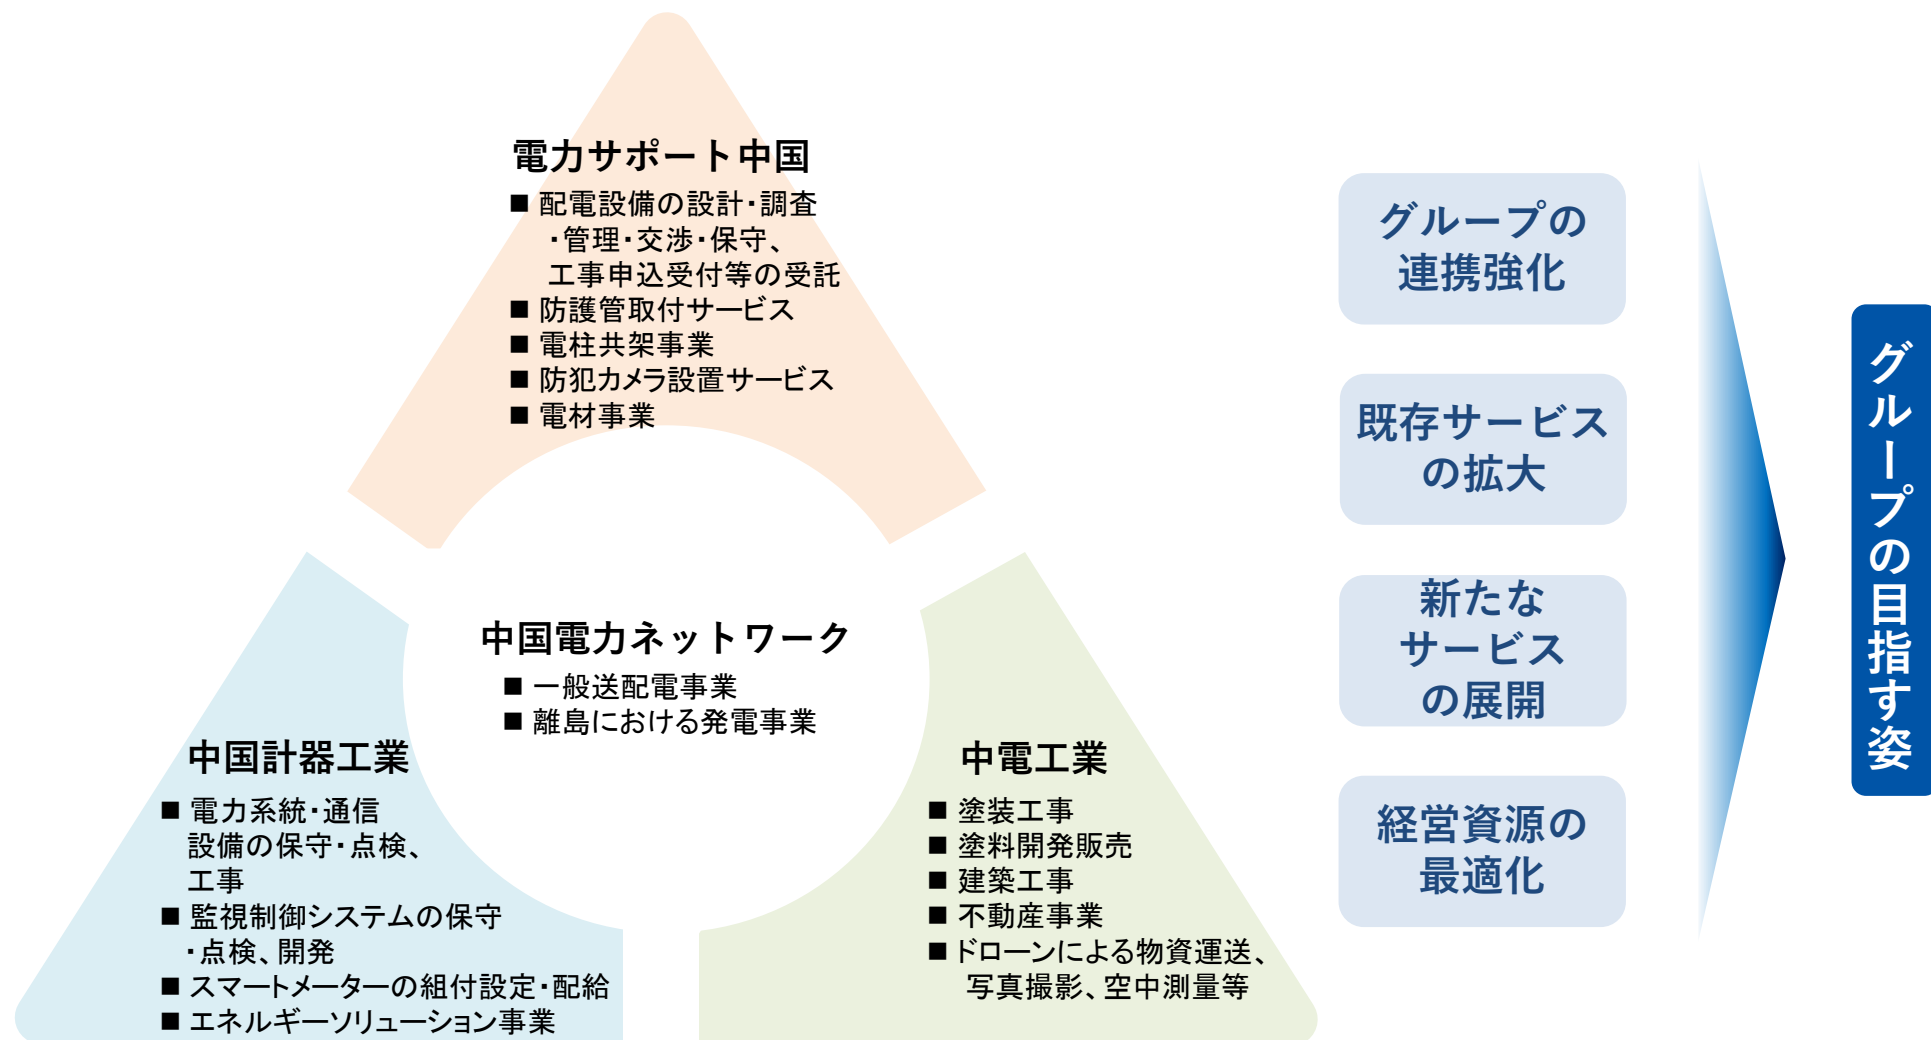 電力サポート中国
■ 配電設備の設計・調査
・管理・交渉・保守、
工事申込受付等の受託
■ 防護管取付サービス
■ 電柱共架事業
■ 防犯カメラ設置サービス
■ 電材事業
中国電力ネットワーク
■ 一般送配電事業
■ 離島における発電事業
中国計器工業
■ 電力系統・通信
設備の保守・点検、
工事
■ 監視制御システムの保守
・点検、開発
■ スマートメーターの組付設定・配給
■ エネルギーソリューション事業
中電工業
■ 塗装工事
■ 塗料開発販売
■ 建築工事
■ 不動産事業
■ ドローンによる物資運送、
写真撮影、空中測量等
グループの
連携強化
既存サービス
の拡大
新たな
サービス
の展開
経営資源の
最適化
グループの目指す姿